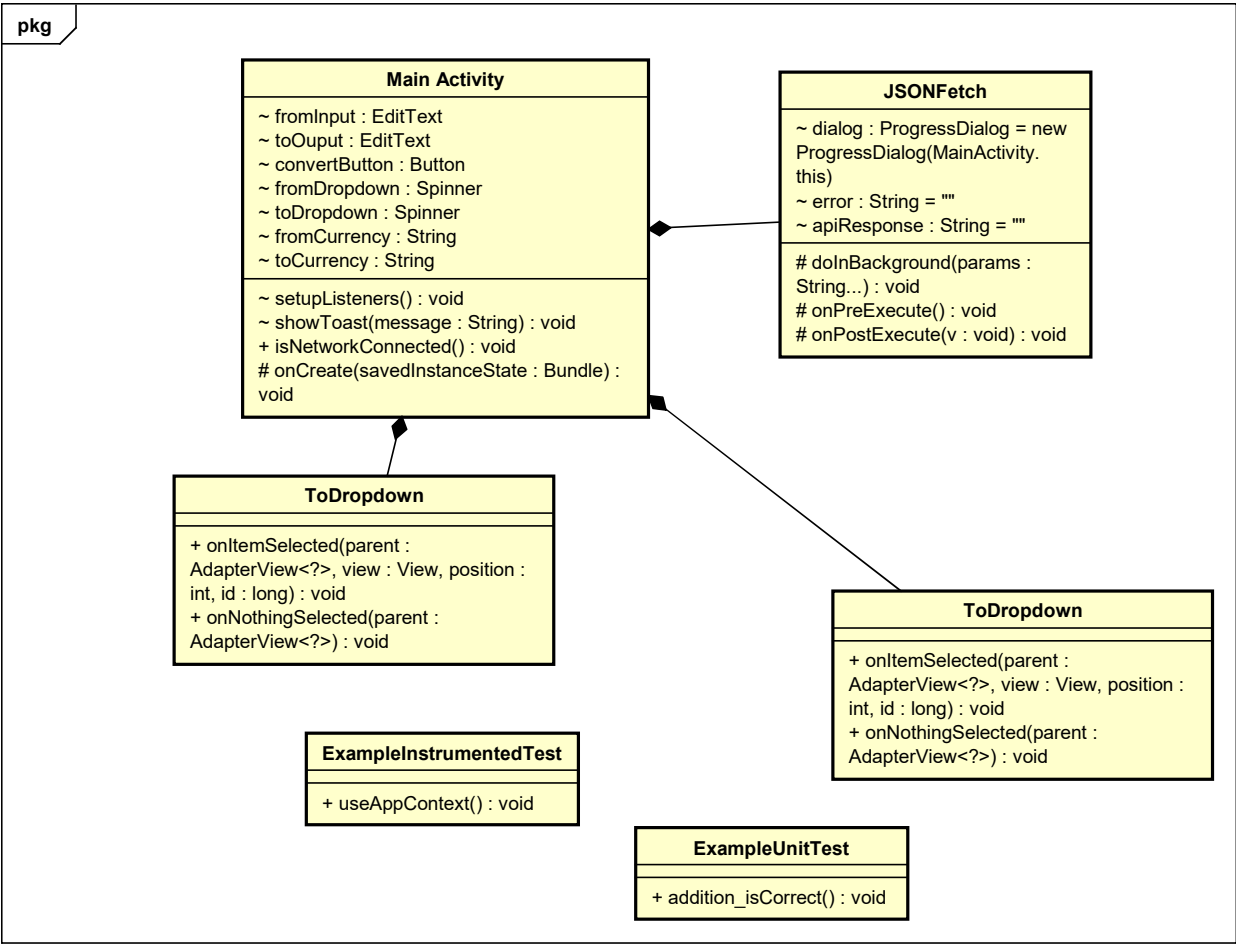 pkg
Main Activity
~ fromInput : EditText
~ toOuput : EditText
~ convertButton : Button
~ fromDropdown : Spinner
~ toDropdown : Spinner
~ fromCurrency : String
~ toCurrency : String
~ setupListeners() : void
~ showToast(message : String) : void
+ isNetworkConnected() : void
# onCreate(savedInstanceState : Bundle) :
void
JSONFetch
~ dialog : ProgressDialog = new
ProgressDialog(MainActivity.
this)
~ error : String = ""
~ apiResponse : String = ""
# doInBackground(params :
String...) : void
# onPreExecute() : void
# onPostExecute(v : void) : void
ToDropdown
+ onItemSelected(parent :
AdapterView<?>, view : View, position :
int, id : long) : void
+ onNothingSelected(parent :
AdapterView<?>) : void
ToDropdown
+ onItemSelected(parent :
AdapterView<?>, view : View, position :
int, id : long) : void
+ onNothingSelected(parent :
AdapterView<?>) : void
ExampleInstrumentedTest
+ useAppContext() : void
ExampleUnitTest
+ addition_isCorrect() : void